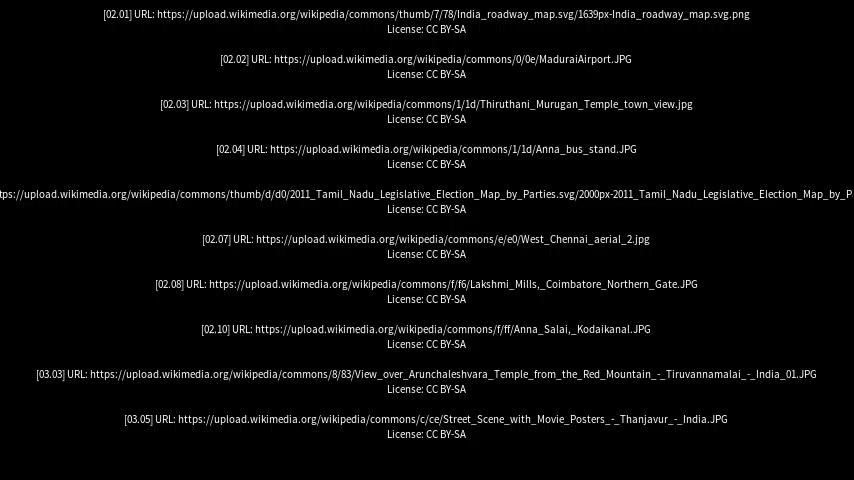 [02.01] URL: https://upload.wikimedia.org/wikipedia/commons/thumb/7/78/India_roadway_map.svg/1639px-India_roadway_map.svg.png
License: CC BY-SA
[02.02] URL: https://upload.wikimedia.org/wikipedia/commons/0/0e/MaduraiAirport.JPG
License: CC BY-SA
[02.03] URL: https://upload.wikimedia.org/wikipedia/commons/1/1d/Thiruthani_Murugan_Temple_town_view.jpg
License: CC BY-SA
[02.04] URL: https://upload.wikimedia.org/wikipedia/commons/1/1d/Anna_bus_stand.JPG
License: CC BY-SA
tps://upload.wikimedia.org/wikipedia/commons/thumb/d/d0/2011_Tamil_Nadu_Legislative_Election_Map_by_Parties.svg/2000px-2011_Tamil_Nadu_Legislative_Election_Map_by_P
License: CC BY-SA
[02.07] URL: https://upload.wikimedia.org/wikipedia/commons/e/e0/West_Chennai_aerial_2.jpg
License: CC BY-SA
[02.08] URL: https://upload.wikimedia.org/wikipedia/commons/f/f6/Lakshmi_Mills,_Coimbatore_Northern_Gate.JPG
License: CC BY-SA
[02.10] URL: https://upload.wikimedia.org/wikipedia/commons/f/ff/Anna_Salai,_Kodaikanal.JPG
License: CC BY-SA
[03.03] URL: https://upload.wikimedia.org/wikipedia/commons/8/83/View_over_Arunchaleshvara_Temple_from_the_Red_Mountain_-_Tiruvannamalai_-_India_01.JPG
License: CC BY-SA
[03.05] URL: https://upload.wikimedia.org/wikipedia/commons/c/ce/Street_Scene_with_Movie_Posters_-_Thanjavur_-_India.JPG
License: CC BY-SA